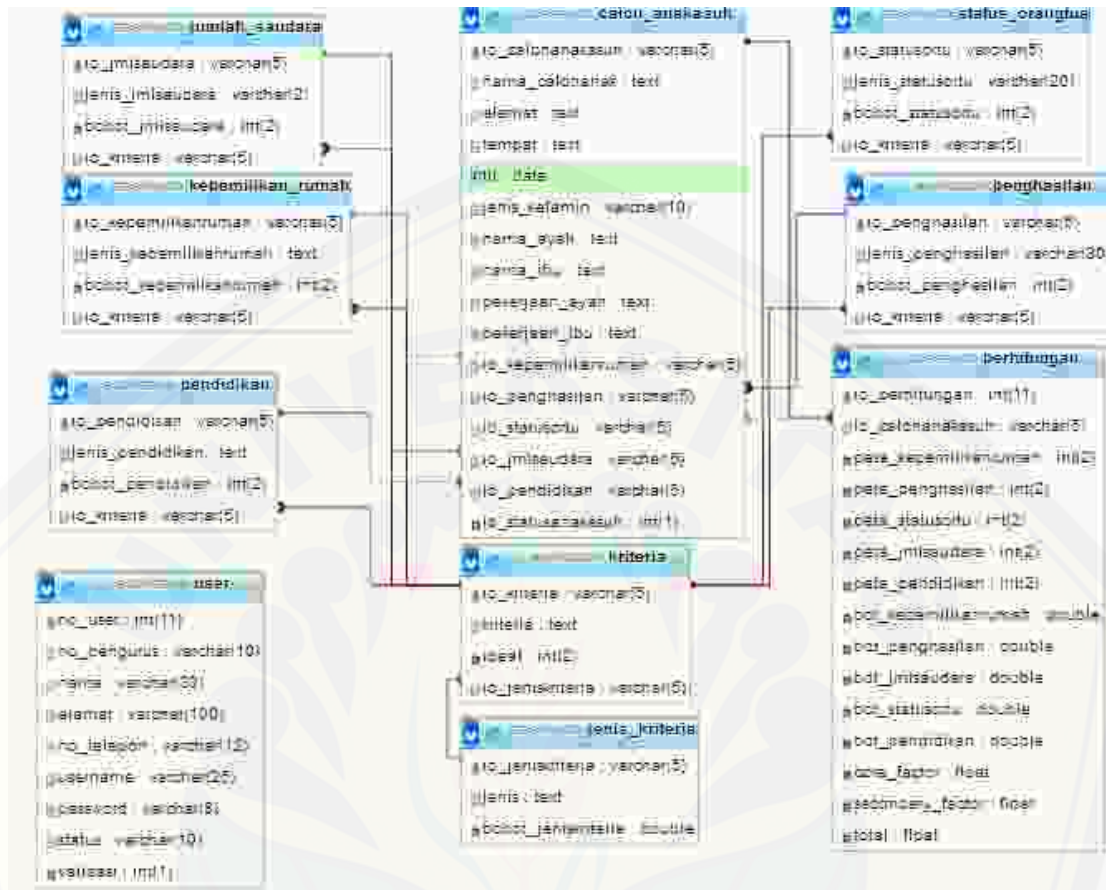 jumlah_saudara
id_jmlsaudara : varchar(5)
jenis_jmlsaudara : varchar(2)
bobot_jmlsaudara : int(2)
id_kriteria : varchar(5)
kepemilikan_rumah
id_kepemilikanrumah : varchar(5)
jenis_kepemilikanrumah : text
bobot_kepemilikanrumah : int(2)
id_kriteria : varchar(5)
pendidikan
id_pendidikan : varchar(5)
jenis_pendidikan : text
bobot_pendidikan : int(2)
id_kriteria : varchar(5)
user
no_user : int(11)
no_pengurus : varchar(10)
nama : varchar(30)
alamat : varchar(100)
no_telepon : varchar(12)
username : varchar(25)
password : varchar(8)
status : varchar(10)
validasi : int(1)
calon_anakasuh
id_calonanakasuh : varchar(5)
nama_calonanak : text
alamat : text
tempat : text
date
jenis_kelamin : varchar(10)
nama_ayah : text
nama_ibu : text
pekerjaan_ayah : text
pekerjaan_ibu : text
id_kepemilikanrumah : varchar(5)
id_penghasilan : varchar(5)
id_statusortu : varchar(5)
id_jmlsaudara : varchar(5)
id_pendidikan : varchar(5)
id_statusanakasuh : int(1)
kriteria
id_kriteria : varchar(5)
kriteria : text
ideal : int(2)
id_jeniskriteria : varchar(5)
jenis_kriteria
id_jeniskriteria : varchar(5)
jenis : text
double
status_orangtua
id_statusortu : varchar(5)
jenis_statusortu : varchar(20)
bobot_statusortu : int(2)
id_kriteria : varchar(5)
penghasilan
id_penghasilan : varchar(5)
jenis_penghasilan : varchar(30
bobot_penghasilan : int(2)
id_kriteria : varchar(5)
perhitungan
id_perhitungan : int(11)
id_calonanakasuh : varchar(5)
int(2)
int(2)
int(2)
int(2)
int(2)
bot_kepemilikanrumah : double
bot_penghasilan : double
bot_jmlsaudara : double
bot_statusortu : double
bot_pendidikan : double
core_factor : float
secondary_factor : float
total : float